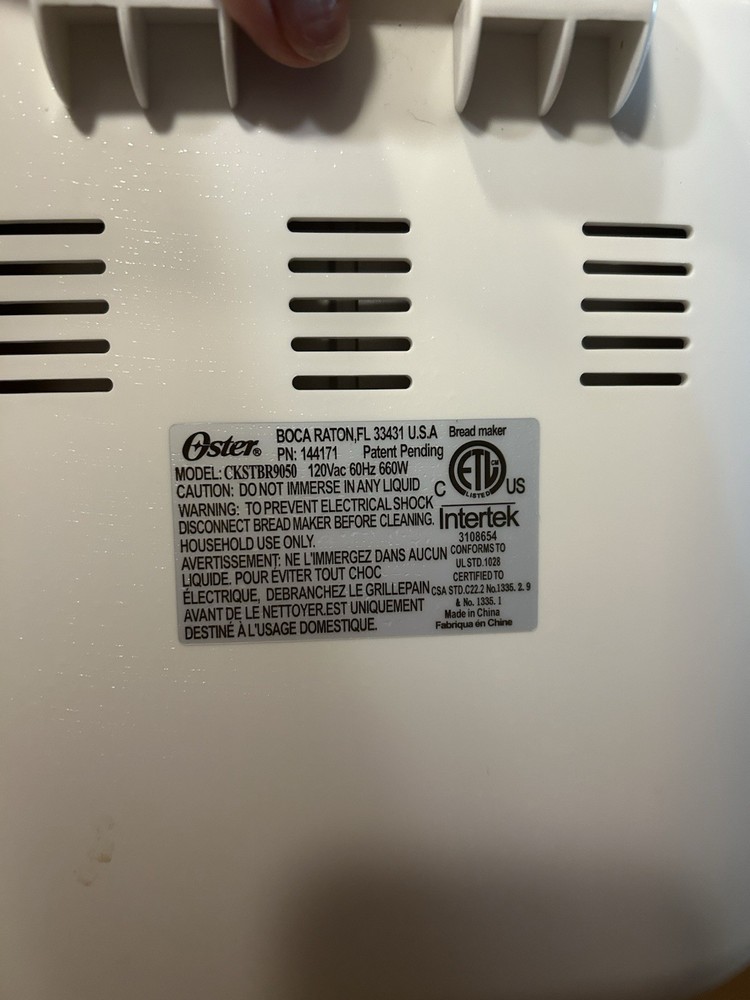 Oster®
BOCA RATON,FL 33431 U.S.A
PN: 144171 Patent Pending
MODEL: CKSTBR9050 120Vac 60Hz 660W
CAUTION: DO NOT IMMERSE IN ANY LIQUID
WARNING: TO PREVENT ELECTRICAL SHOCK
DISCONNECT BREAD MAKER BEFORE CLEANING.
HOUSEHOLD USE ONLY.
AVERTISSEMENT: NE L'IMMERGEZ DANS AUCUN
LIQUIDE. POUR ÉVITER TOUT CHOC
ÉLECTRIQUE, DEBRANCHEZ LE GRILLEPAIN
AVANT DE LE NETTOYER.EST UNIQUEMENT
DESTINÉ À L'USAGE DOMESTIQUE.
Bread maker
ETL CM
LISTED
C US
Intertek
3108654
CONFORMS TO
UL STD.1028
CERTIFIED TO
CSA STD.C22.2 No.1335. 2. 9
& No. 1335. 1
Made in China
Fabriqua én Chine